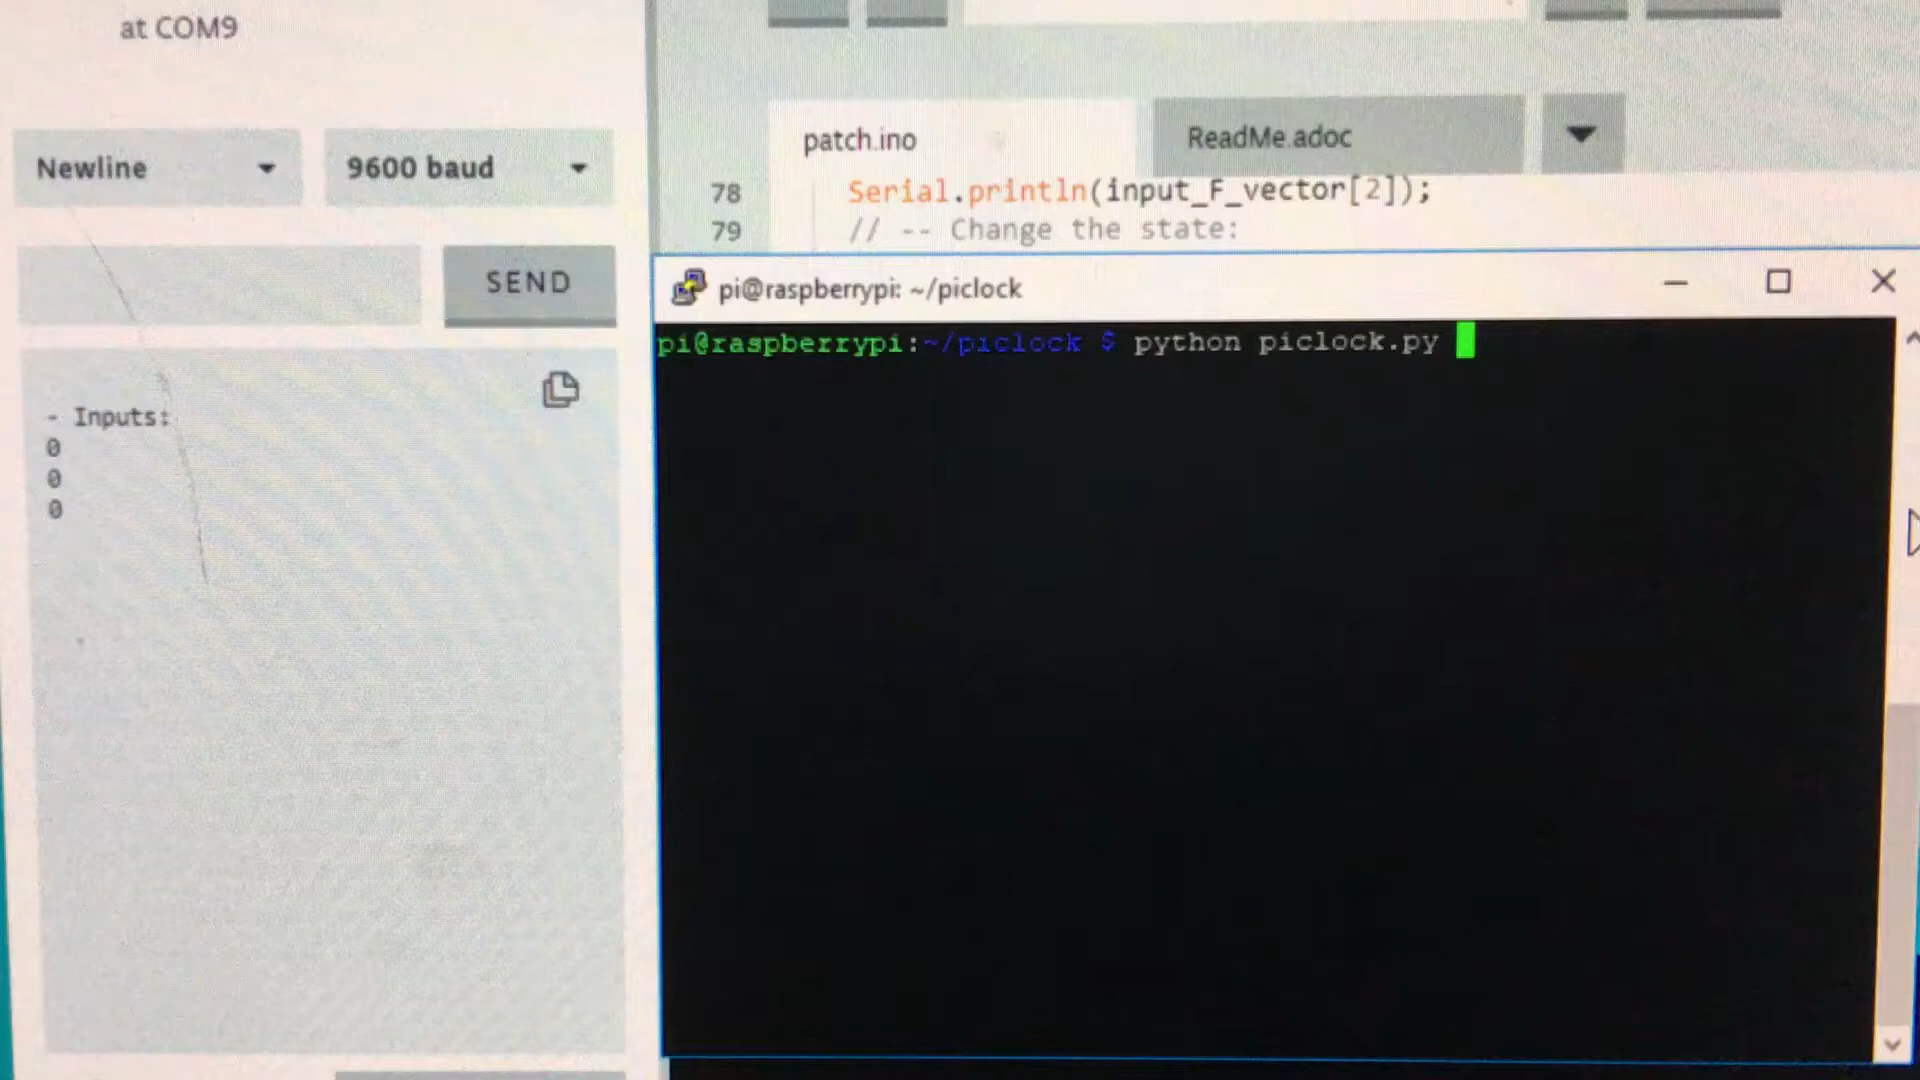 at COM9
Newline
9600 baud
SEND
- Inputs:
0
0
0
patch.ino
ReadMe.adoc
78 Serial.println(input_F_vector[2]);
79 // -- Change the state:
pi@raspberrypi: ~/piclock
pi@raspberrypi:~/piclock $ python piclock.py